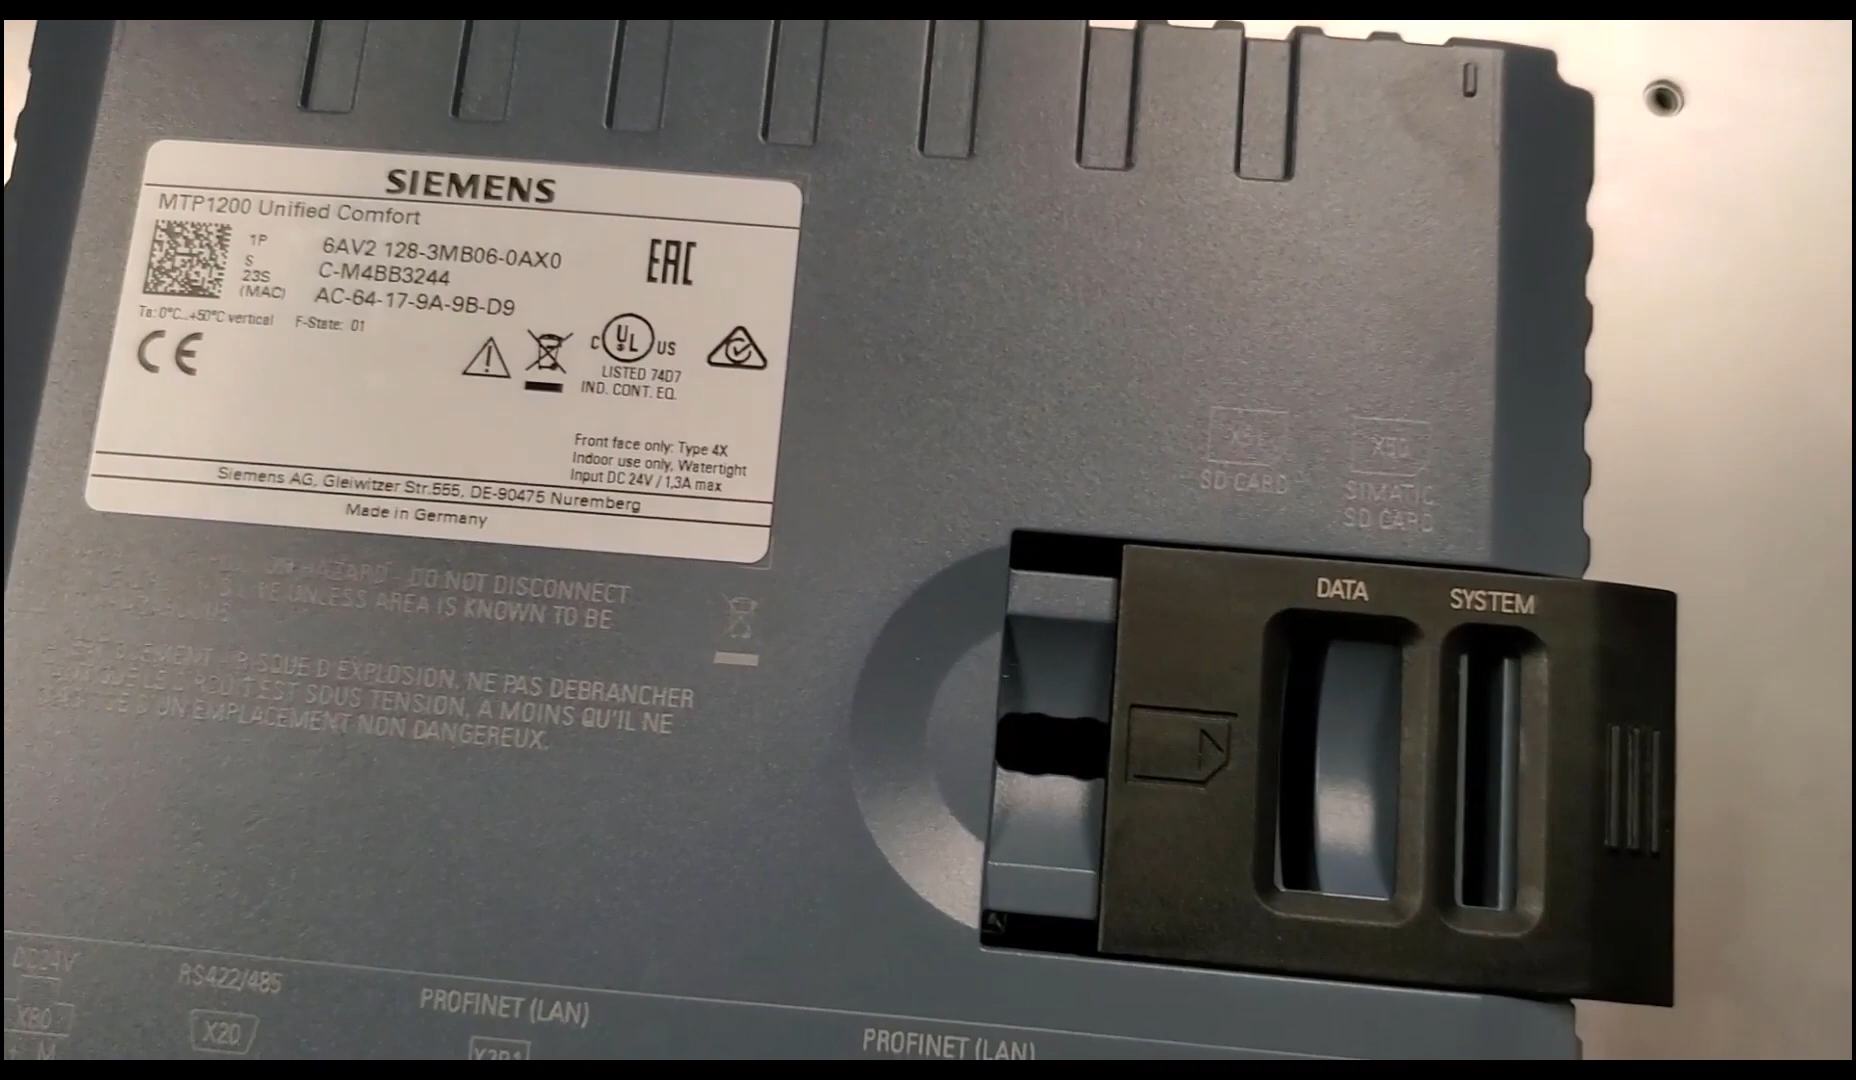 SIEMENS
MTP1200 Unified Comfort
1P 6AV2 128-3MB06-0AX0
S C-M4BB3244
23S (MAC) AC-64-17-9A-9B-D9
EAC
Ta: 0°C...+50°C vertical F-State: 01
CE
C UL US
LISTED 74D7
IND. CONT. EQ.
Front face only: Type 4X
Indoor use only, Watertight
Input DC 24V / 1,3A max
Siemens AG, Gleiwitzer Str.555, DE-90475 Nuremberg
Made in Germany
HAZARD - DO NOT DISCONNECT
UNLESS AREA IS KNOWN TO BE
RISQUE D'EXPLOSION, NE PAS DEBRANCHER
EST SOUS TENSION, A MOINS QU'IL NE
D'UN EMPLACEMENT NON DANGEREUX.
X51
SD CARD
X50
SIMATIC
SD CARD
DATA
SYSTEM
DC24V
X80
+ M
RS422/485
X20
PROFINET (LAN)
X2P1
PROFINET (LAN)